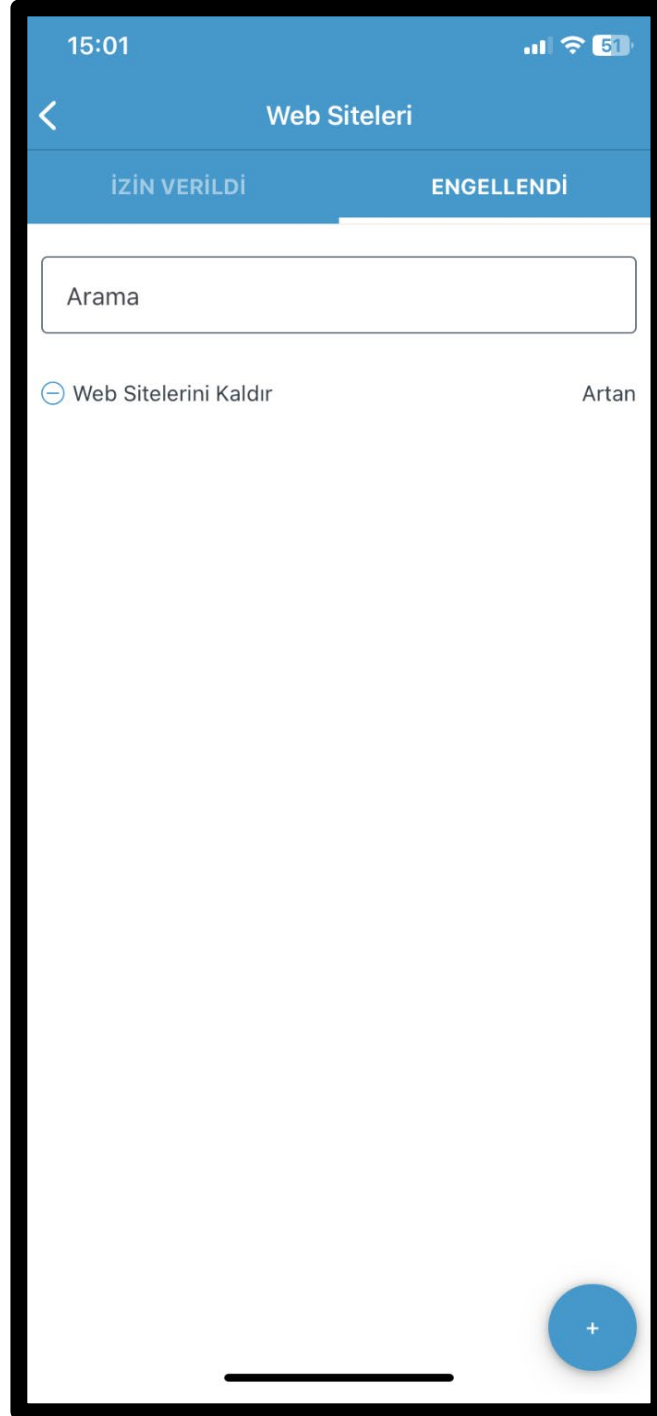 15:01 51
Web Siteleri
İZİN VERİLDİ ENGELLENDİ
Arama
Web Sitelerini Kaldır Artan
+